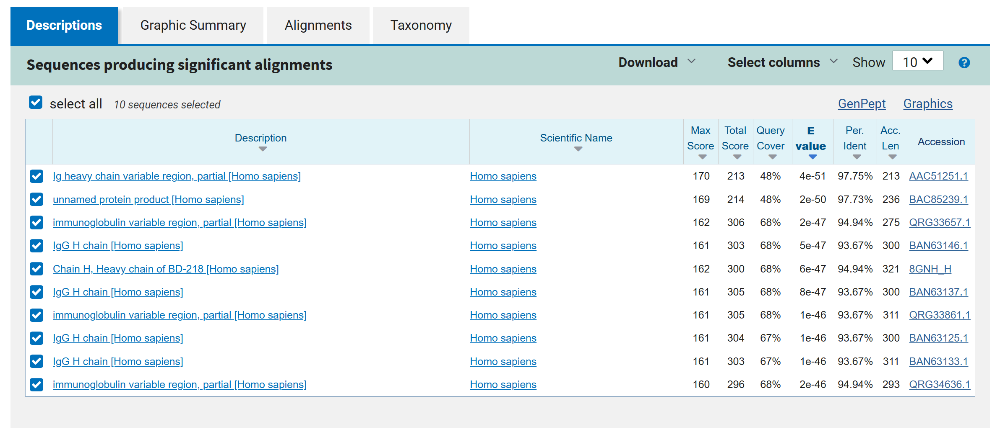 Descriptions Graphic Summary Alignments Taxonomy
Sequences producing significant alignments Download Select columns Show 10 ?
select all 10 sequences selected GenPept Graphics
Description Scientific Name Max Score Total Score Query Cover E value Per. Ident Acc. Len Accession
Ig heavy chain variable region, partial [Homo sapiens] Homo sapiens 170 213 48% 4e-51 97.75% 213 AAC51251.1
unnamed protein product [Homo sapiens] Homo sapiens 169 214 48% 2e-50 97.73% 236 BAC85239.1
immunoglobulin variable region, partial [Homo sapiens] Homo sapiens 162 306 68% 2e-47 94.94% 275 QRG33657.1
IgG H chain [Homo sapiens] Homo sapiens 161 303 68% 5e-47 93.67% 300 BAN63146.1
Chain H, Heavy chain of BD-218 [Homo sapiens] Homo sapiens 162 300 68% 6e-47 94.94% 321 8GNH_H
IgG H chain [Homo sapiens] Homo sapiens 161 305 68% 8e-47 93.67% 300 BAN63137.1
immunoglobulin variable region, partial [Homo sapiens] Homo sapiens 161 305 68% 1e-46 93.67% 311 QRG33861.1
IgG H chain [Homo sapiens] Homo sapiens 161 304 67% 1e-46 93.67% 300 BAN63125.1
IgG H chain [Homo sapiens] Homo sapiens 161 303 67% 1e-46 93.67% 311 BAN63133.1
immunoglobulin variable region, partial [Homo sapiens] Homo sapiens 160 296 68% 2e-46 94.94% 293 QRG34636.1